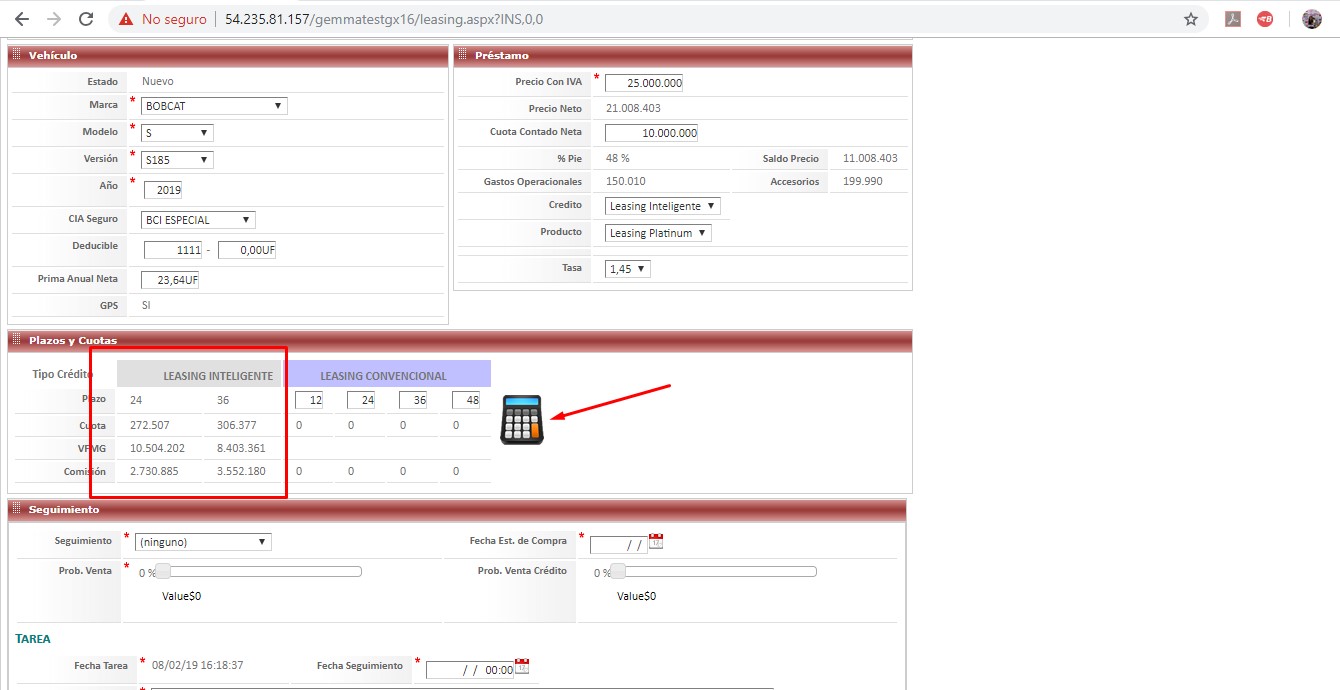 No seguro
54.235.81.157/gemmatestgx16/leasing.aspx?INS,0,0
Vehículo
Estado Nuevo
Marca * BOBCAT
Modelo * S
Versión * S185
Año * 2019
CIA Seguro BCI ESPECIAL
Deducible 1111 - 0,00UF
Prima Anual Neta 23,64UF
GPS SI
Préstamo
Precio Con IVA * 25.000.000
Precio Neto 21.008.403
Cuota Contado Neta 10.000.000
% Pie 48 % Saldo Precio 11.008.403
Gastos Operacionales 150.010 Accesorios 199.990
Credito Leasing Inteligente
Producto Leasing Platinum
Tasa 1,45
Plazos y Cuotas
Tipo Crédito LEASING INTELIGENTE LEASING CONVENCIONAL
Plazo 24 36 12 24 36 48
Cuota 272.507 306.377 0 0 0 0
VFMG 10.504.202 8.403.361
Comisión 2.730.885 3.552.180 0 0 0 0
Seguimiento
Seguimiento * (ninguno) Fecha Est. de Compra * / /
Prob. Venta * 0 % Prob. Venta Crédito 0 %
Value$0 Value$0
TAREA
Fecha Tarea * 08/02/19 16:18:37 Fecha Seguimiento * / / 00:00
*